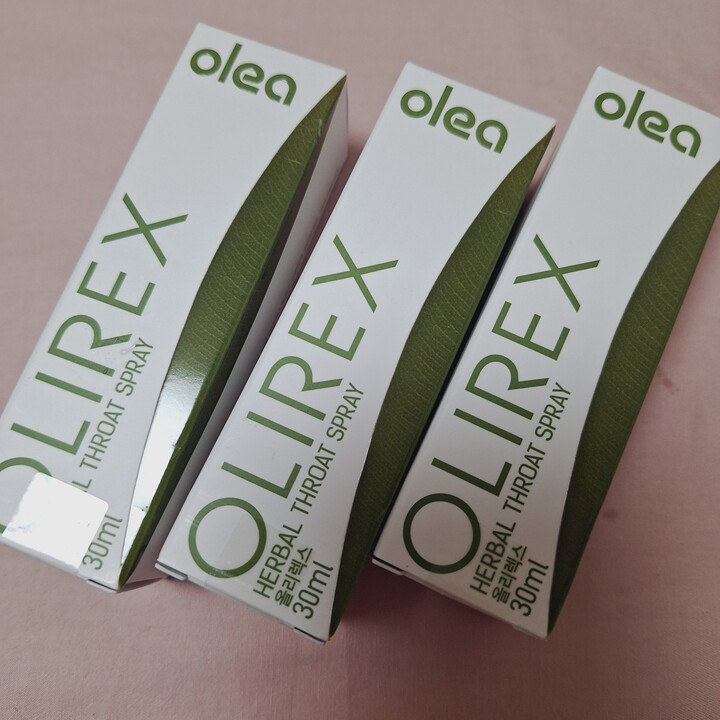 olea
OLIREX
THROAT SPRAY
30ml
olea
OLIREX
HERBAL THROAT SPRAY
올리렉스
30ml
olea
OLIREX
HERBAL THROAT SPRAY
올리렉스
30ml